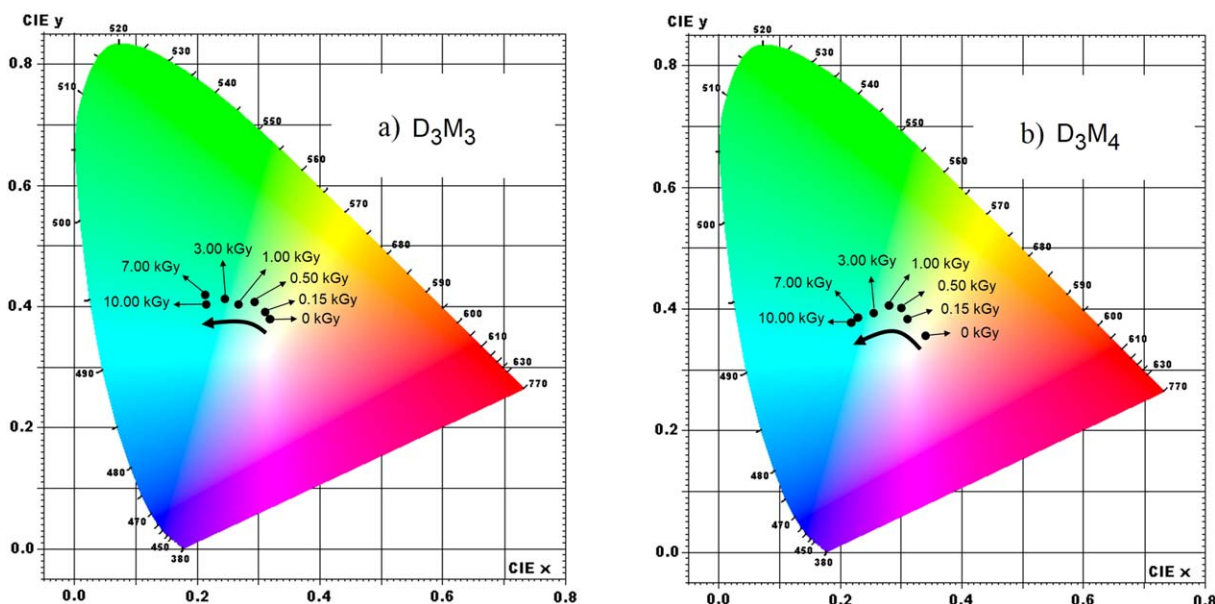 CIE y
520
530
0.8
510
540
550
a) D₃M₃
560
0.6
570
500
580
3.00 kGy
7.00 kGy
1.00 kGy
0.50 kGy
590
10.00 kGy
0.15 kGy
0.4
0 kGy
600
610
490
630
770
0.2
480
470
450
0.0
380
CIE x
0.0
0.2
0.4
0.6
0.8
CIE y
520
530
0.8
510
540
550
b) D₃M₄
560
0.6
570
500
580
3.00 kGy
1.00 kGy
7.00 kGy
0.50 kGy
590
10.00 kGy
0.15 kGy
0.4
0 kGy
600
610
490
630
770
0.2
480
470
450
0.0
380
CIE x
0.0
0.2
0.4
0.6
0.8